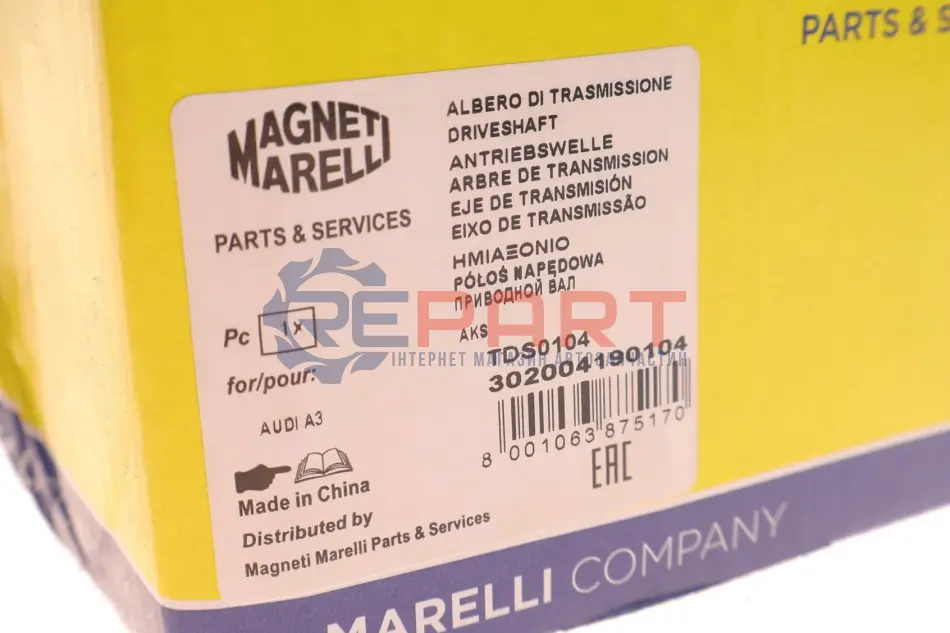 PARTS & S
MAGNETI
MARELLI
PARTS & SERVICES
ALBERO DI TRASMISSIONE
DRIVESHAFT
ANTRIEBSWELLE
ARBRE DE TRANSMISSION
EJE DE TRANSMISIÓN
EIXO DE TRANSMISSÃO
ΗΜΙΑΞΟΝΙΟ
PÓŁOŚ NAPĘDOWA
ПРИВОДНОЙ ВАЛ
AKS
REPART
ІНТЕРНЕТ МАГАЗИН АВТОЗАПЧАСТИН
Pc 1 x
TDS0104
302004190104
for/pour:
AUDI A3
8 001063 875170
EAC
Made in China
Distributed by
Magneti Marelli Parts & Services
MARELLI COMPANY